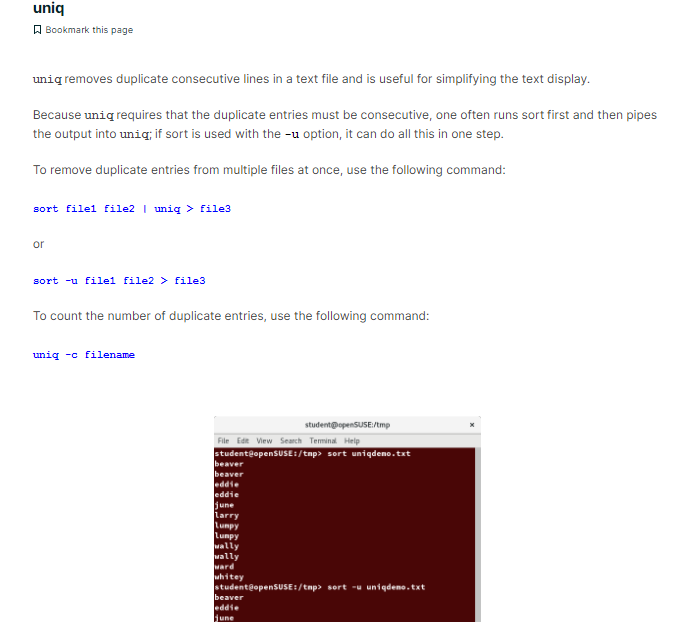 uniq
Bookmark this page
uniq removes duplicate consecutive lines in a text file and is useful for simplifying the text display.
Because uniq requires that the duplicate entries must be consecutive, one often runs sort first and then pipes
the output into uniq; if sort is used with the -u option, it can do all this in one step.
To remove duplicate entries from multiple files at once, use the following command:
sort file1 file2 | uniq > file3
or
sort -u file1 file2 > file3
To count the number of duplicate entries, use the following command:
uniq -c filename
student@openSUSE:/tmp ×
File Edit View Search Terminal Help
student@openSUSE:/tmp> sort uniqdemo.txt
beaver
beaver
eddie
eddie
june
larry
lumpy
lumpy
wally
wally
ward
whitey
student@openSUSE:/tmp> sort -u uniqdemo.txt
beaver
eddie
june